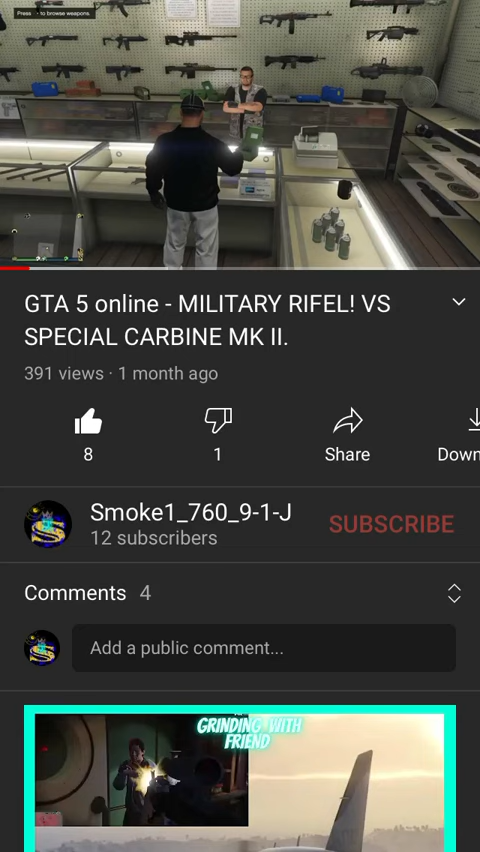 Press - to browse weapons.
GTA 5 online - MILITARY RIFEL! VS
SPECIAL CARBINE MK II.
391 views · 1 month ago
8
1
Share
Down
Smoke1_760_9-1-J
12 subscribers
SUBSCRIBE
Comments 4
Add a public comment...
GRINDING WITH
FRIEND